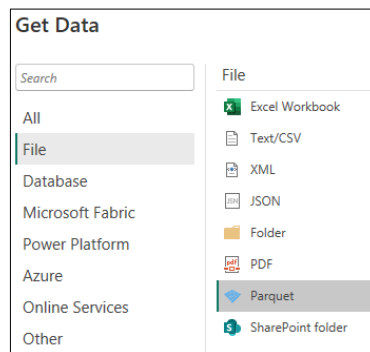 Get Data
Search
All
File
Database
Microsoft Fabric
Power Platform
Azure
Online Services
Other
File
Excel Workbook
Text/CSV
XML
JSON
Folder
PDF
Parquet
SharePoint folder